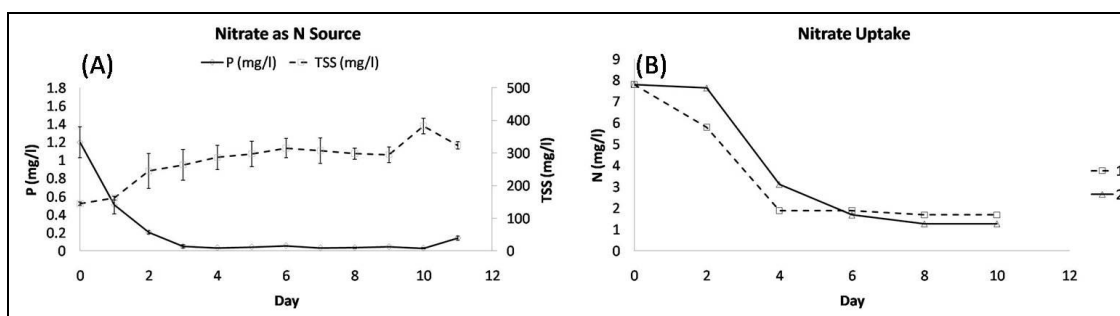 Nitrate as N Source
(A)
P (mg/l) TSS (mg/l)
P (mg/l)
1.8
1.6
1.4
1.2
1
0.8
0.6
0.4
0.2
0
500
400
300
200
100
0
TSS (mg/l)
0 2 4 6 8 10 12
Day
Nitrate Uptake
(B)
N (mg/l)
9
8
7
6
5
4
3
2
1
0
0 2 4 6 8 10 12
Day
1
2